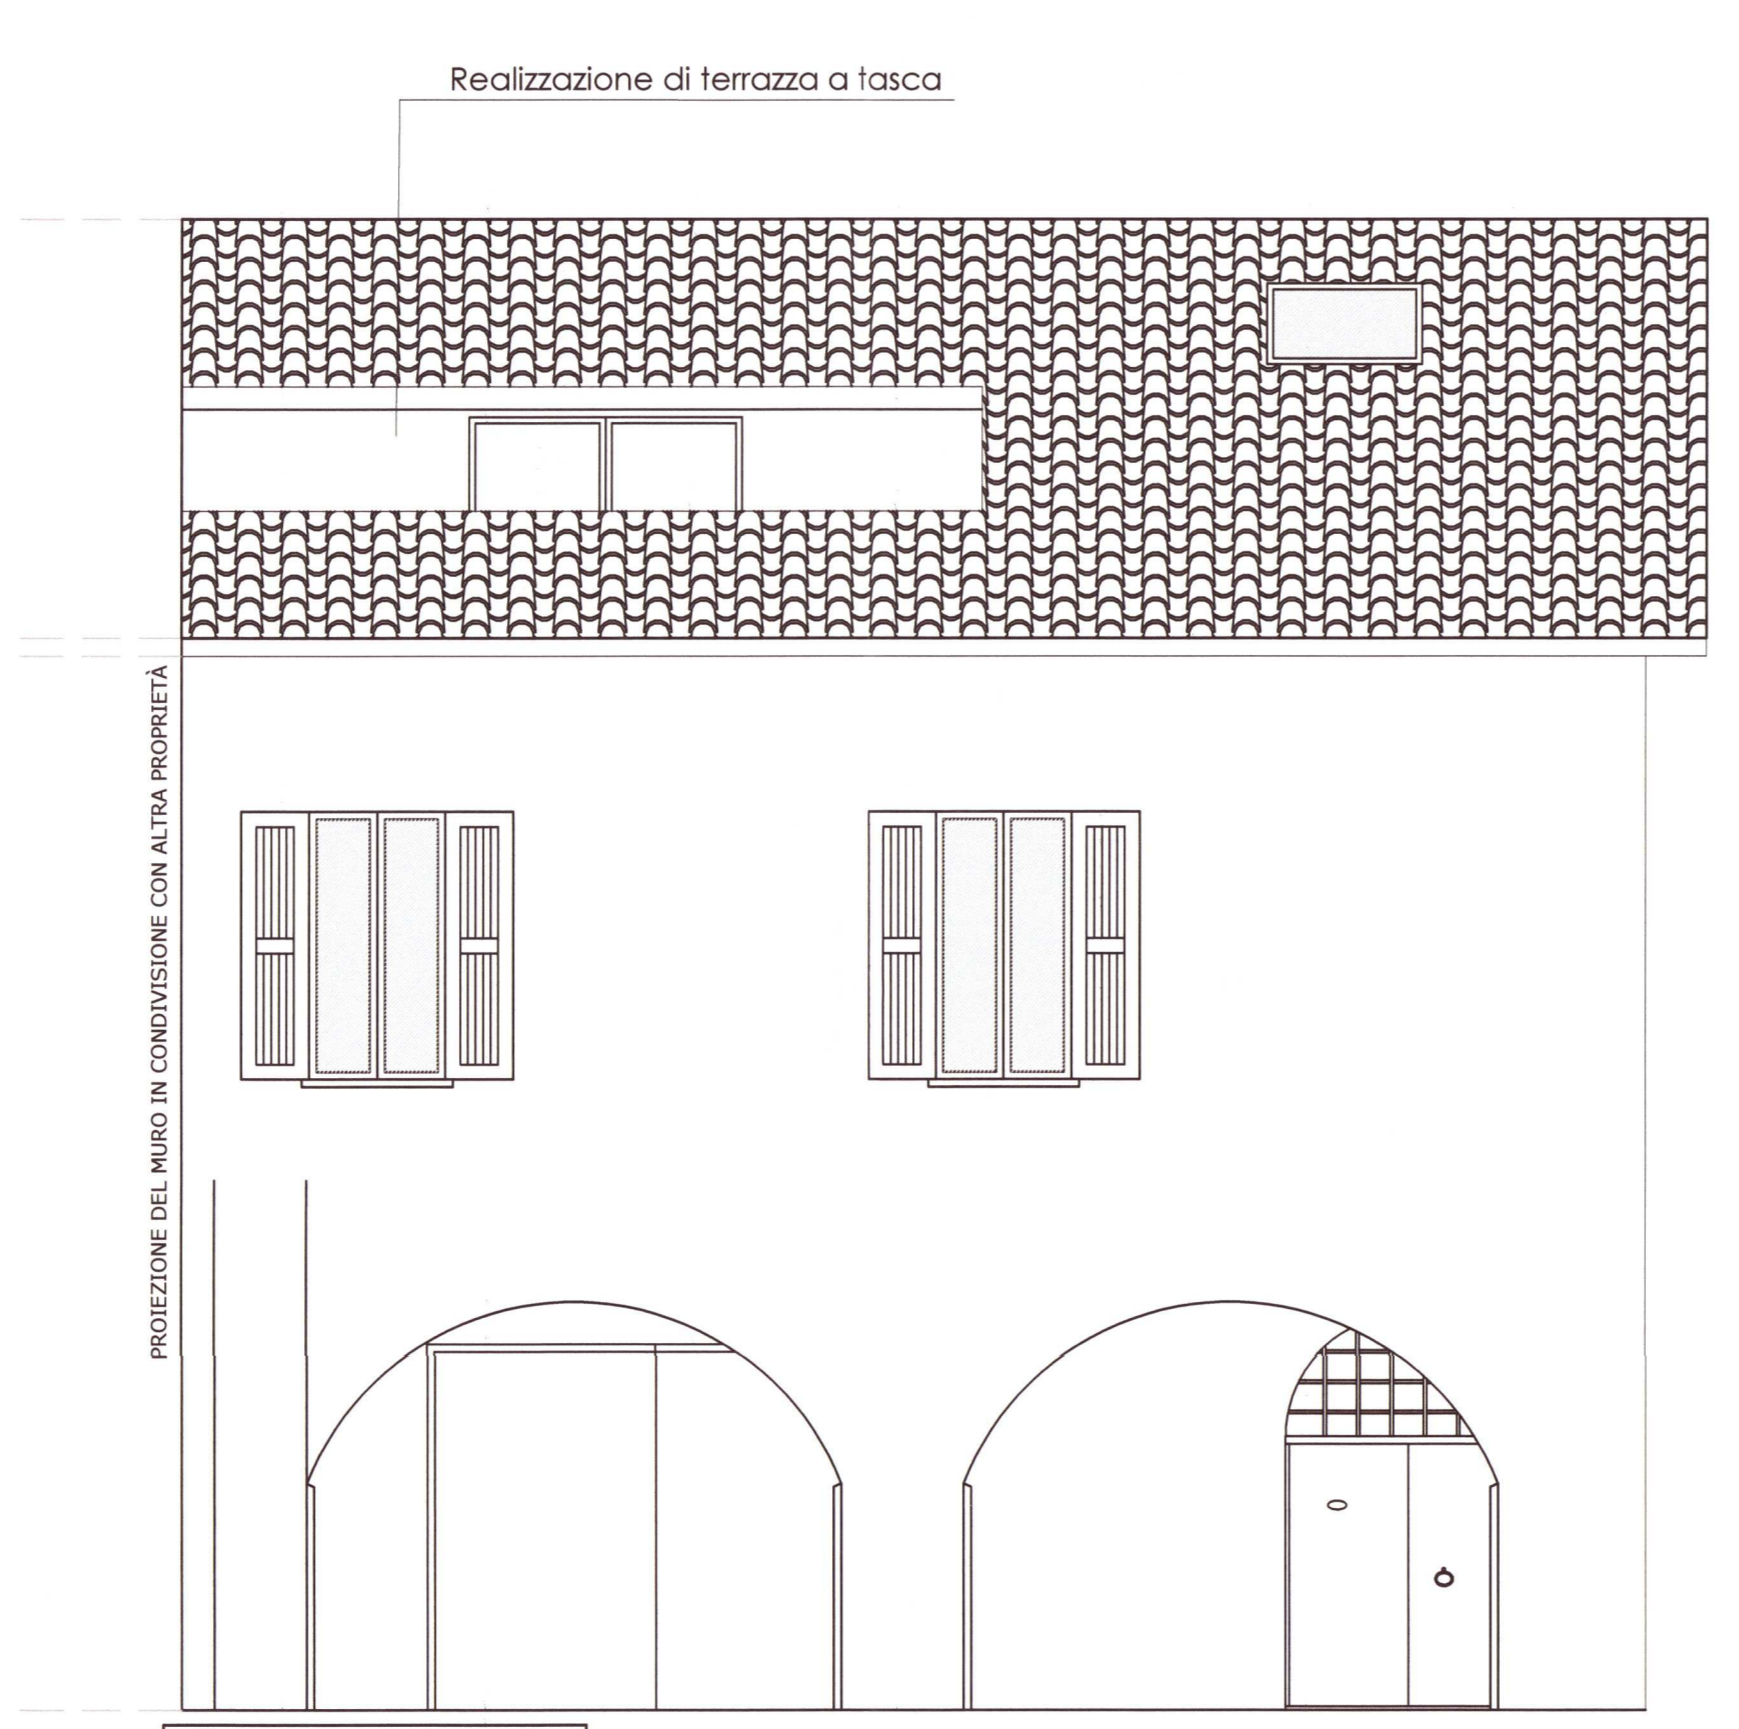 Realizzazione di terrazza a tasca
PROIEZIONE DEL MURO IN CONDIVISIONE CON ALTRA PROPRIETÀ